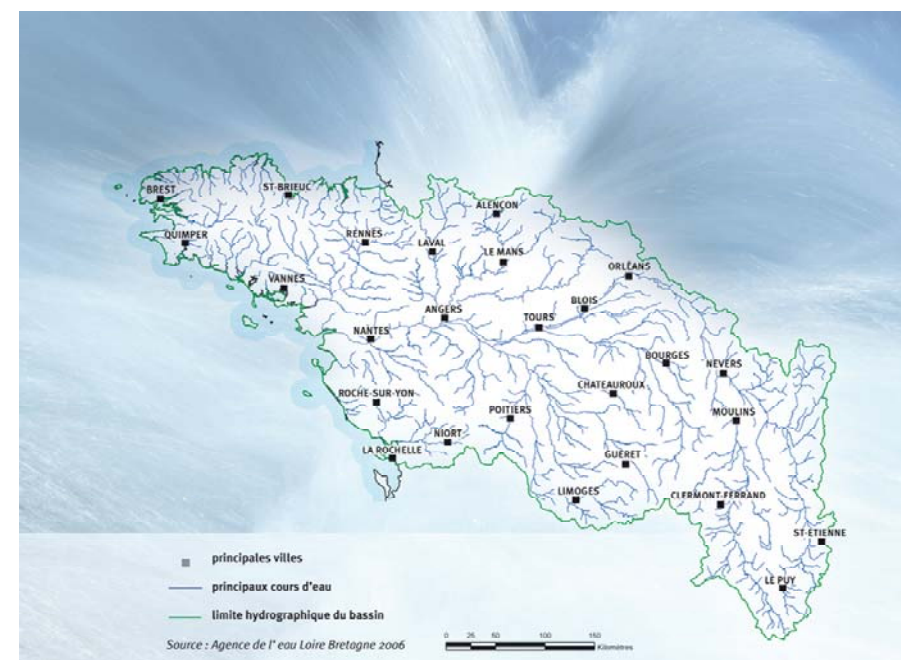 ALENÇON
BREST
ST-BRIEUC
QUIMPER
RENNES
LAVAL
LE MANS
ORLÉANS
VANNES
BLOIS
ANGERS
TOURS
NANTES
BOURGES
NEVERS
CHATEAUROUX
ROCHE-SUR-YON
POITIERS
MOULINS
NIORT
LA ROCHELLE
GUÉRET
LIMOGES
CLERMONT-FERRAND
ST-ETIENNE
LE PUY
principales villes
principaux cours d'eau
limite hydrographique du bassin
Source : Agence de l' eau Loire Bretagne 2006
0 25 50 100 150
Kilomètres